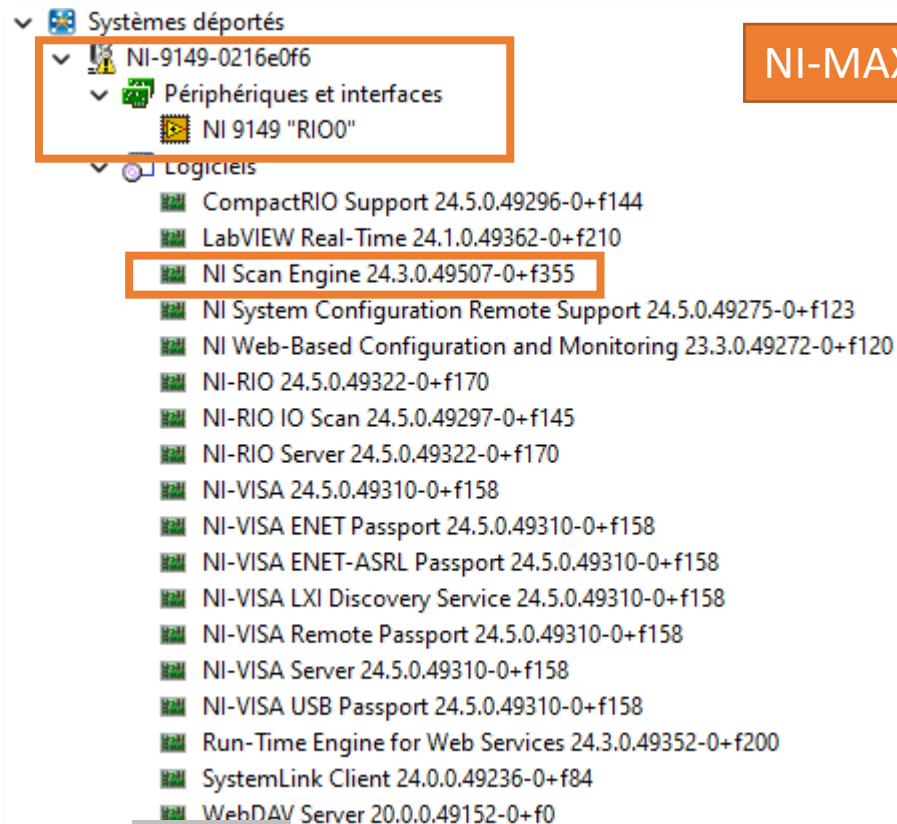 Systèmes déportés
NI-MAX
NI-9149-0216e0f6
Périphériques et interfaces
NI 9149 "RIO0"
Logiciels
CompactRIO Support 24.5.0.49296-0+f144
LabVIEW Real-Time 24.1.0.49362-0+f210
NI Scan Engine 24.3.0.49507-0+f355
NI System Configuration Remote Support 24.5.0.49275-0+f123
NI Web-Based Configuration and Monitoring 23.3.0.49272-0+f120
NI-RIO 24.5.0.49322-0+f170
NI-RIO IO Scan 24.5.0.49297-0+f145
NI-RIO Server 24.5.0.49322-0+f170
NI-VISA 24.5.0.49310-0+f158
NI-VISA ENET Passport 24.5.0.49310-0+f158
NI-VISA ENET-ASRL Passport 24.5.0.49310-0+f158
NI-VISA LXI Discovery Service 24.5.0.49310-0+f158
NI-VISA Remote Passport 24.5.0.49310-0+f158
NI-VISA Server 24.5.0.49310-0+f158
NI-VISA USB Passport 24.5.0.49310-0+f158
Run-Time Engine for Web Services 24.3.0.49352-0+f200
SystemLink Client 24.0.0.49236-0+f84
WebDAV Server 20.0.0.49152-0+f0